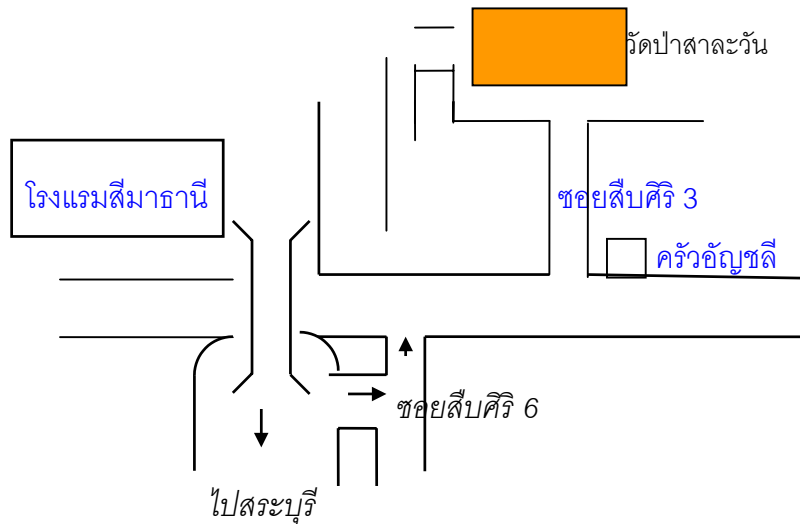 วัดป่าสาละวัน
โรงแรมสีมาธานี
ซอยสืบศิริ 3
ครัวอัญชลี
ซอยสืบศิริ 6
ไปสระบุรี